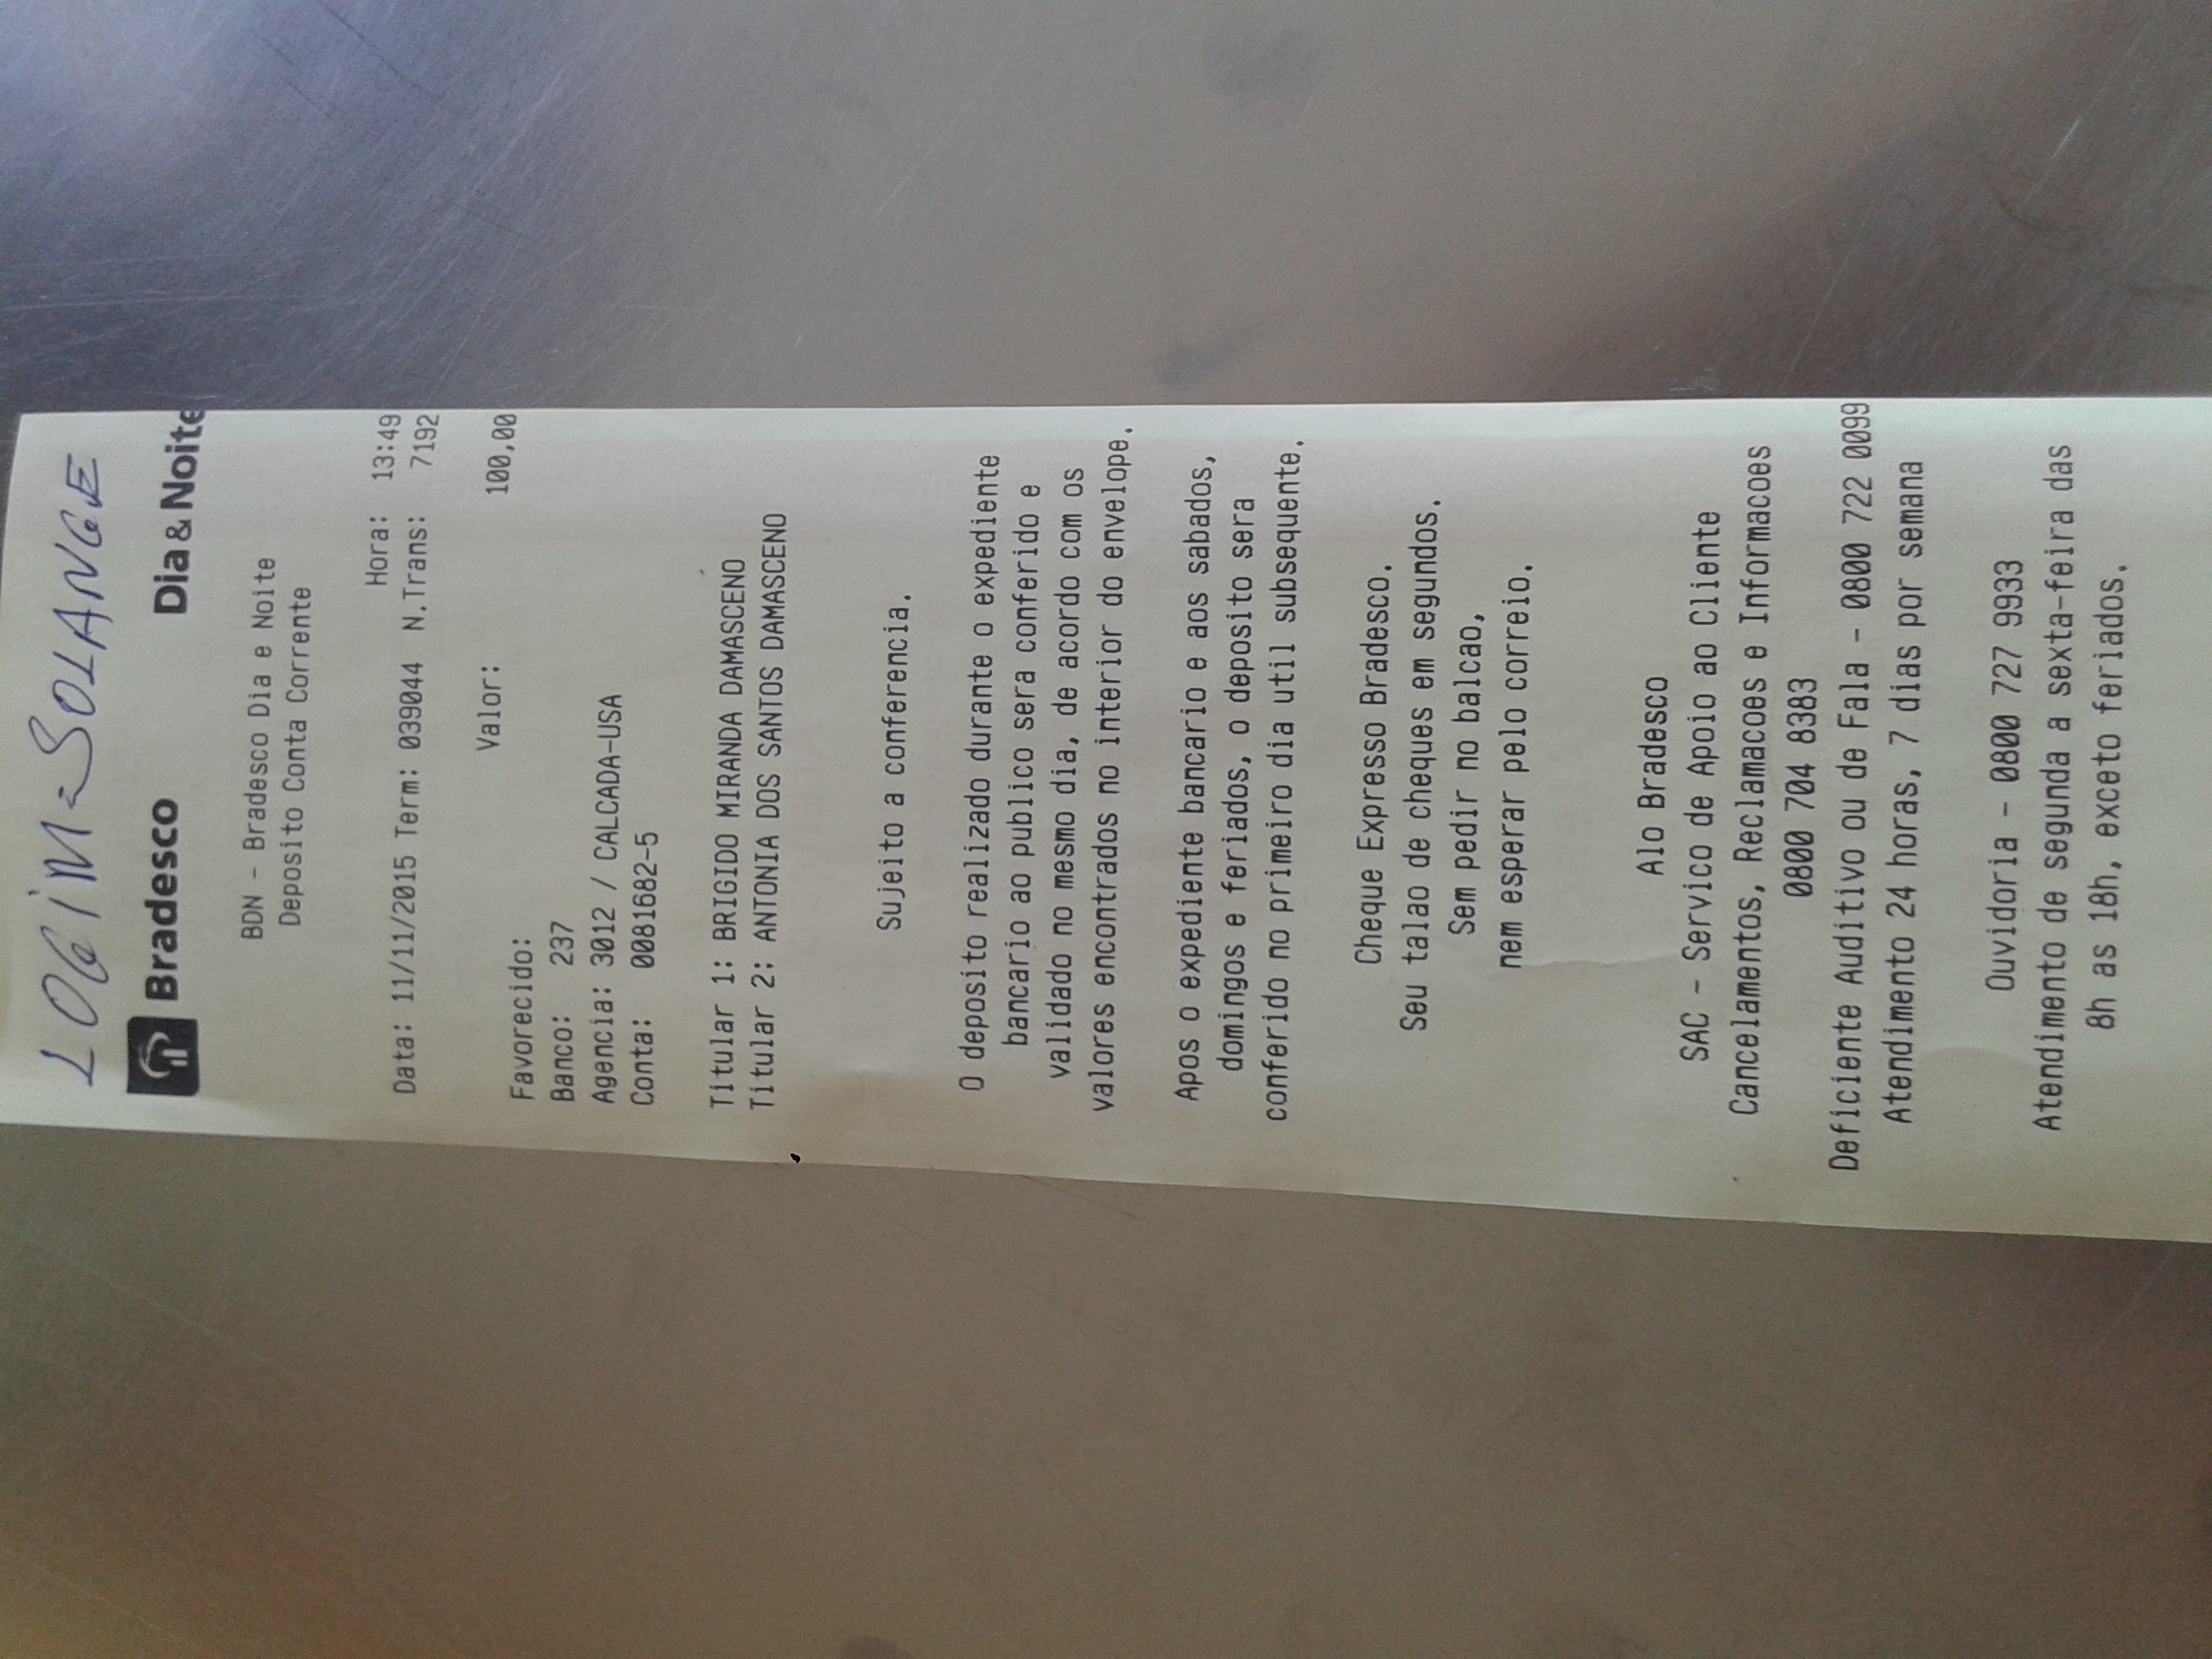 LOGIM = SOLANGE
Bradesco Dia & Noite
BDN - Bradesco Dia e Noite
Deposito Conta Corrente
Hora: 13:49
Data: 11/11/2015 Term: 039044 N.Trans: 7192
Valor: 100,00
Favorecido:
Banco: 237
Agencia: 3012 / CALCADA-USA
Conta: 0081682-5
Titular 1: BRIGIDO MIRANDA DAMASCENO
Titular 2: ANTONIA DOS SANTOS DAMASCENO
Sujeito a conferencia.
O deposito realizado durante o expediente
bancario ao publico sera conferido e
validado no mesmo dia, de acordo com os
valores encontrados no interior do envelope.
Apos o expediente bancario e aos sabados,
domingos e feriados, o deposito sera
conferido no primeiro dia util subsequente.
Cheque Expresso Bradesco.
Seu talao de cheques em segundos.
Sem pedir no balcao,
nem esperar pelo correio.
Alo Bradesco
SAC - Servico de Apoio ao Cliente
Cancelamentos, Reclamacoes e Informacoes
0800 704 8383
Deficiente Auditivo ou de Fala - 0800 722 0099
Atendimento 24 horas, 7 dias por semana
Ouvidoria - 0800 727 9933
Atendimento de segunda a sexta-feira das
8h as 18h, exceto feriados.